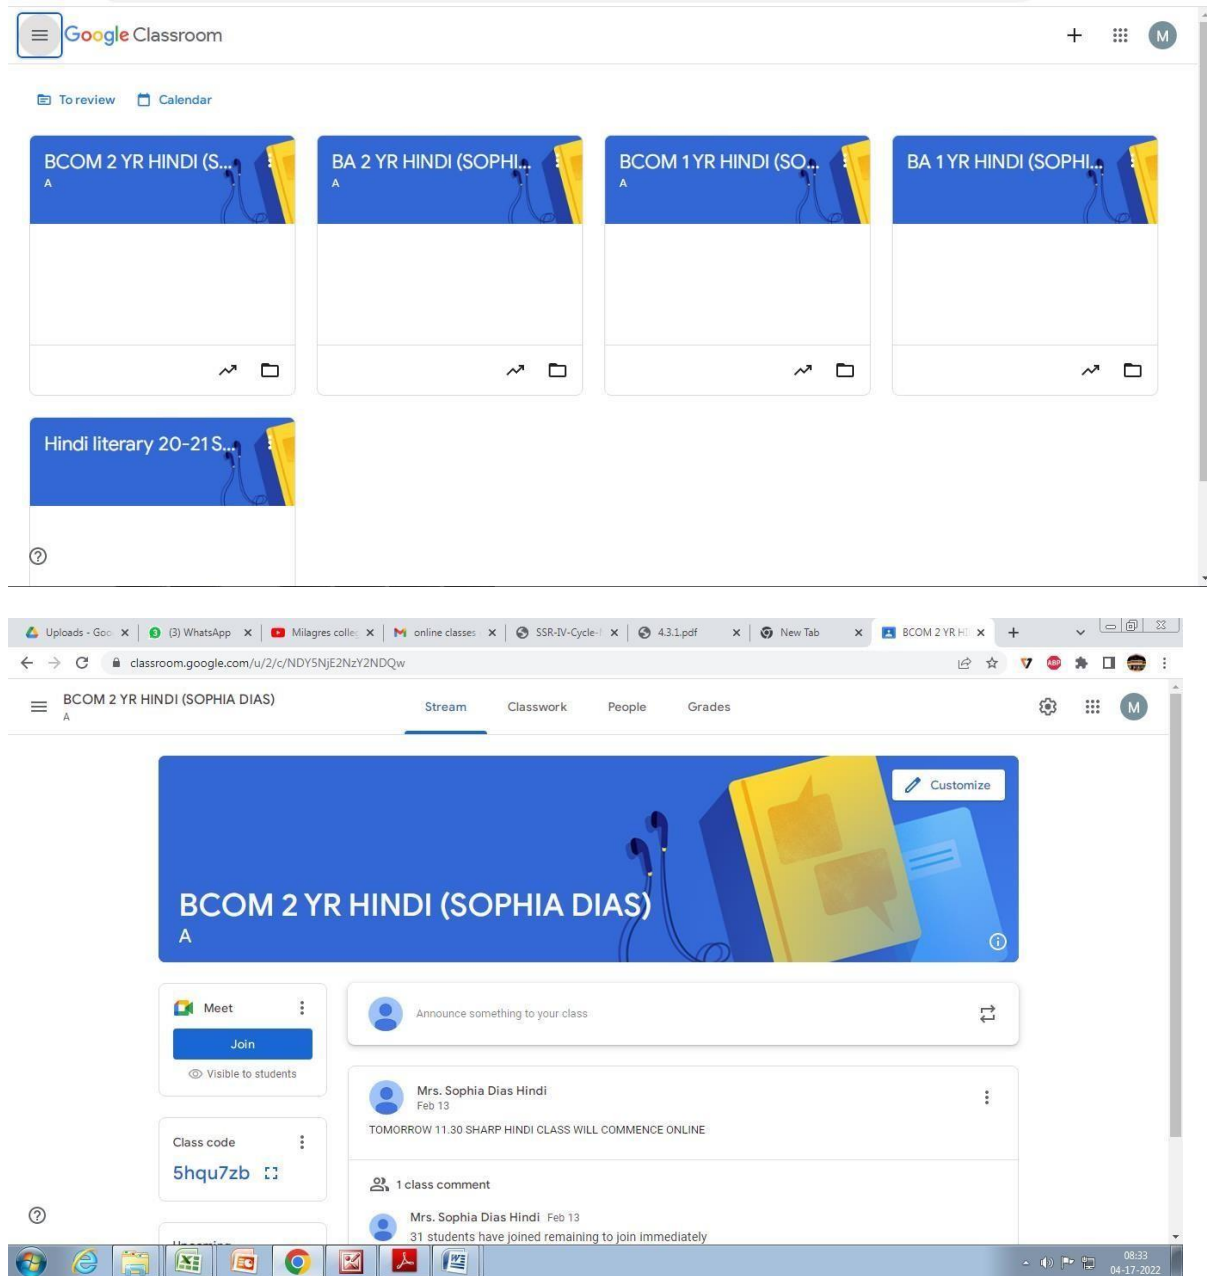 Google Classroom
M
To review Calendar
BCOM 2 YR HINDI (S...
A
BA 2 YR HINDI (SOPHI...
A
BCOM 1 YR HINDI (SO...
A
BA 1 YR HINDI (SOPHI...
Hindi literary 20-21 S...
Uploads - Goo (3) WhatsApp Milagres colleg online classes SSR-IV-Cycle- 4.3.1.pdf New Tab BCOM 2 YR HI
classroom.google.com/u/2/c/NDY5NjE2NzY2NDQw
ABP
BCOM 2 YR HINDI (SOPHIA DIAS)
A
Stream Classwork People Grades
M
Customize
BCOM 2 YR HINDI (SOPHIA DIAS)
A
Meet
Join
Visible to students
Class code
5hqu7zb
Upcoming
Announce something to your class
Mrs. Sophia Dias Hindi
Feb 13
TOMORROW 11.30 SHARP HINDI CLASS WILL COMMENCE ONLINE
1 class comment
Mrs. Sophia Dias Hindi Feb 13
31 students have joined remaining to join immediately
08:33
04-17-2022